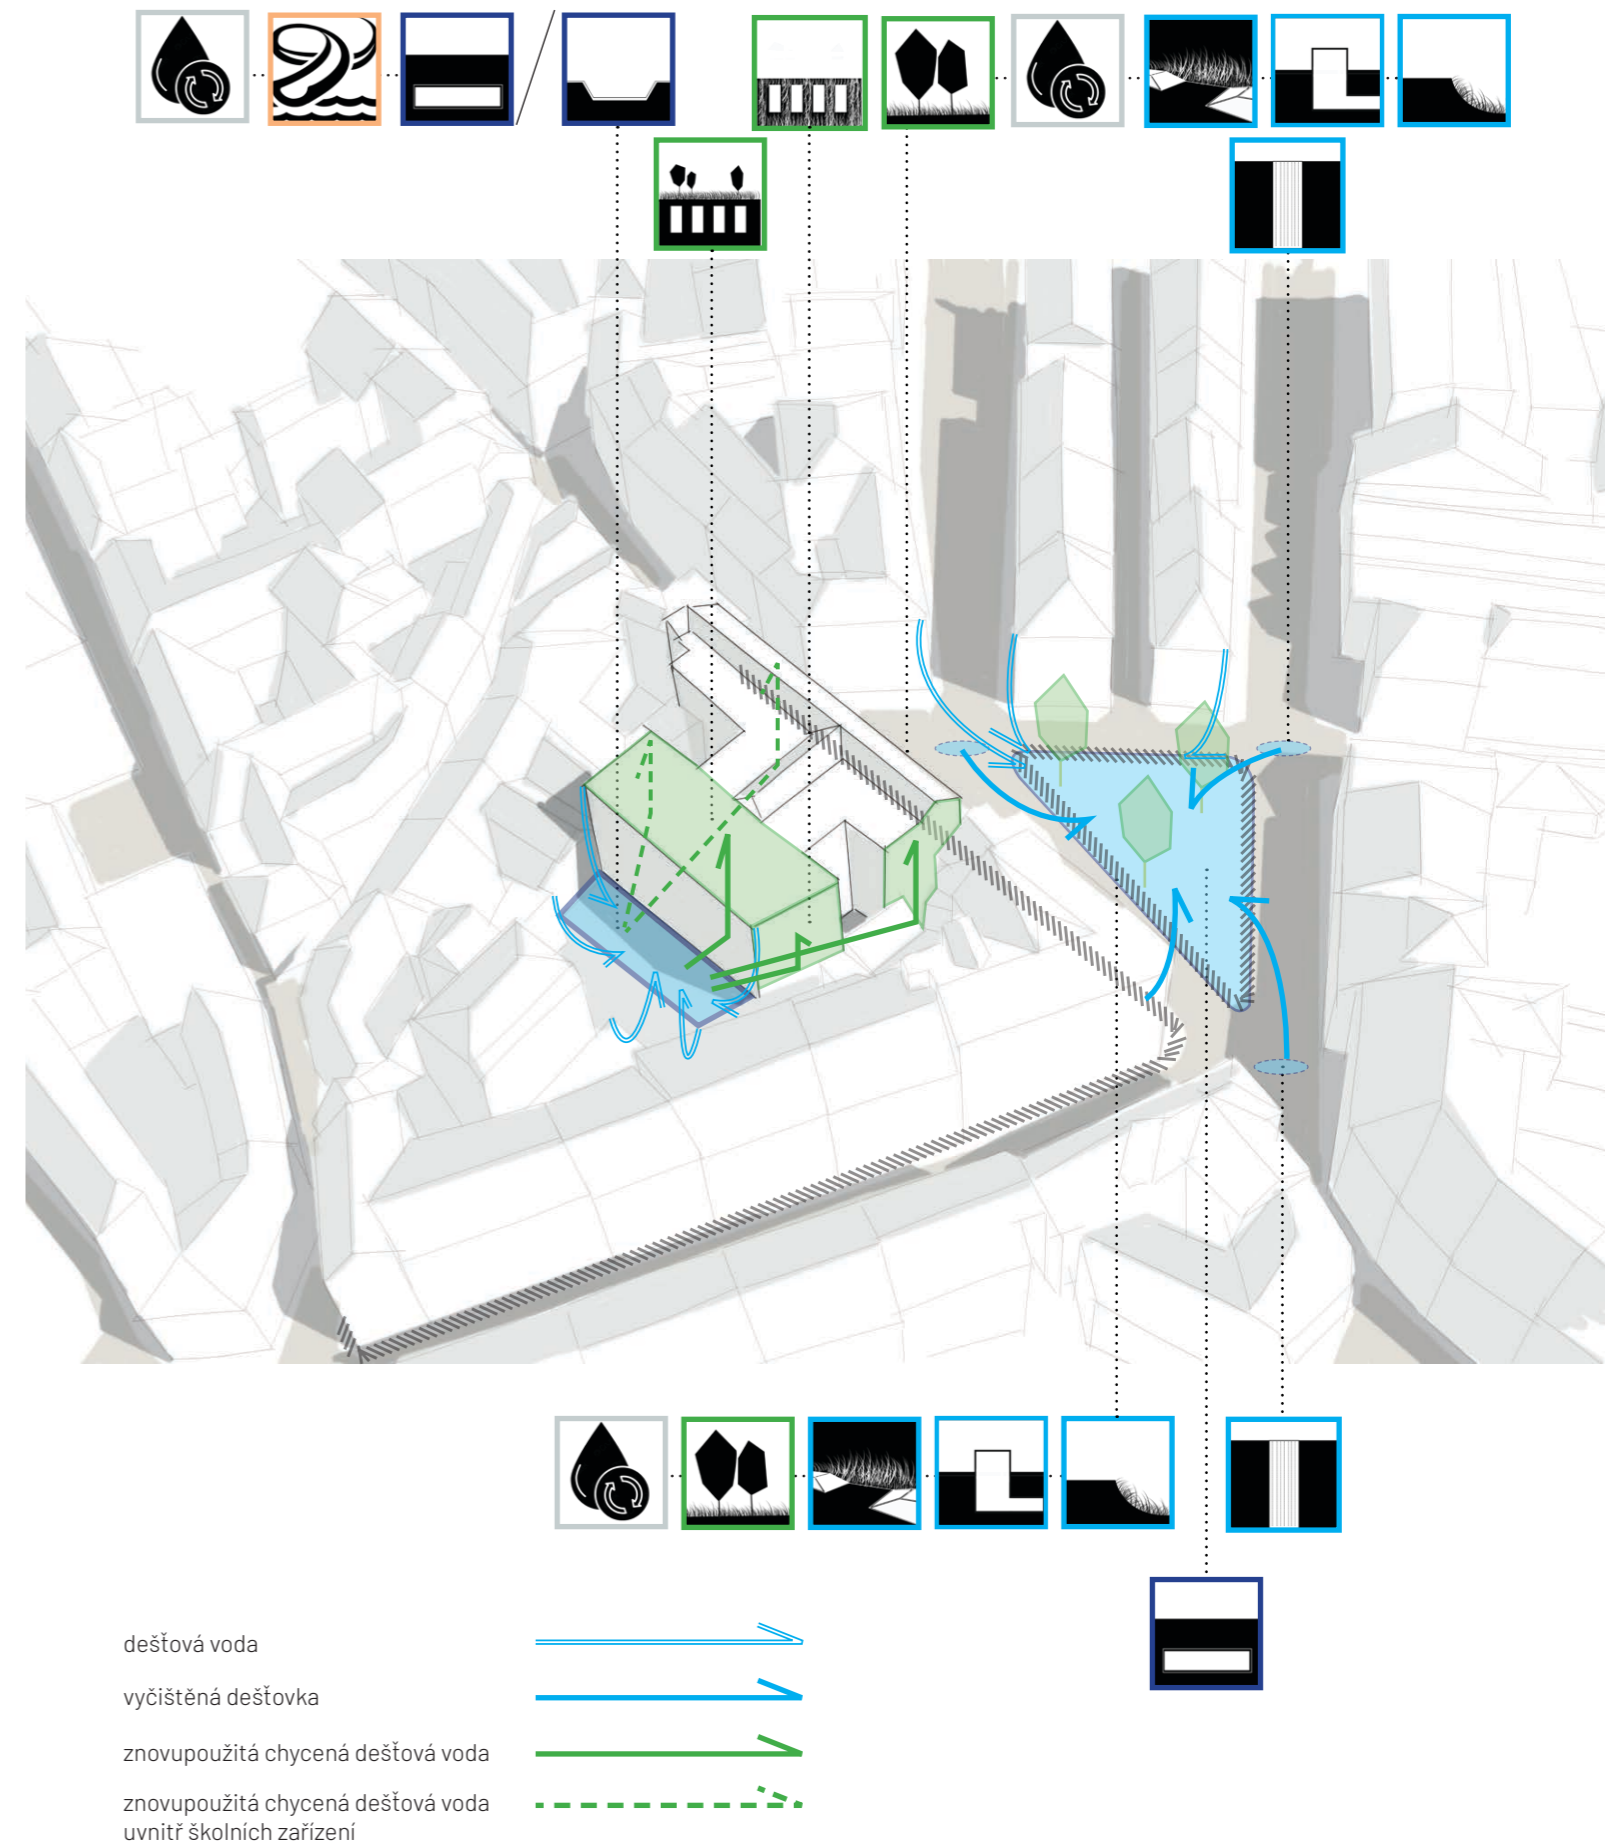 dešťová voda
vyčištěná dešťovka
znovupoužitá chycená dešťová voda
znovupoužitá chycená dešťová voda
uvnitř školních zařízení